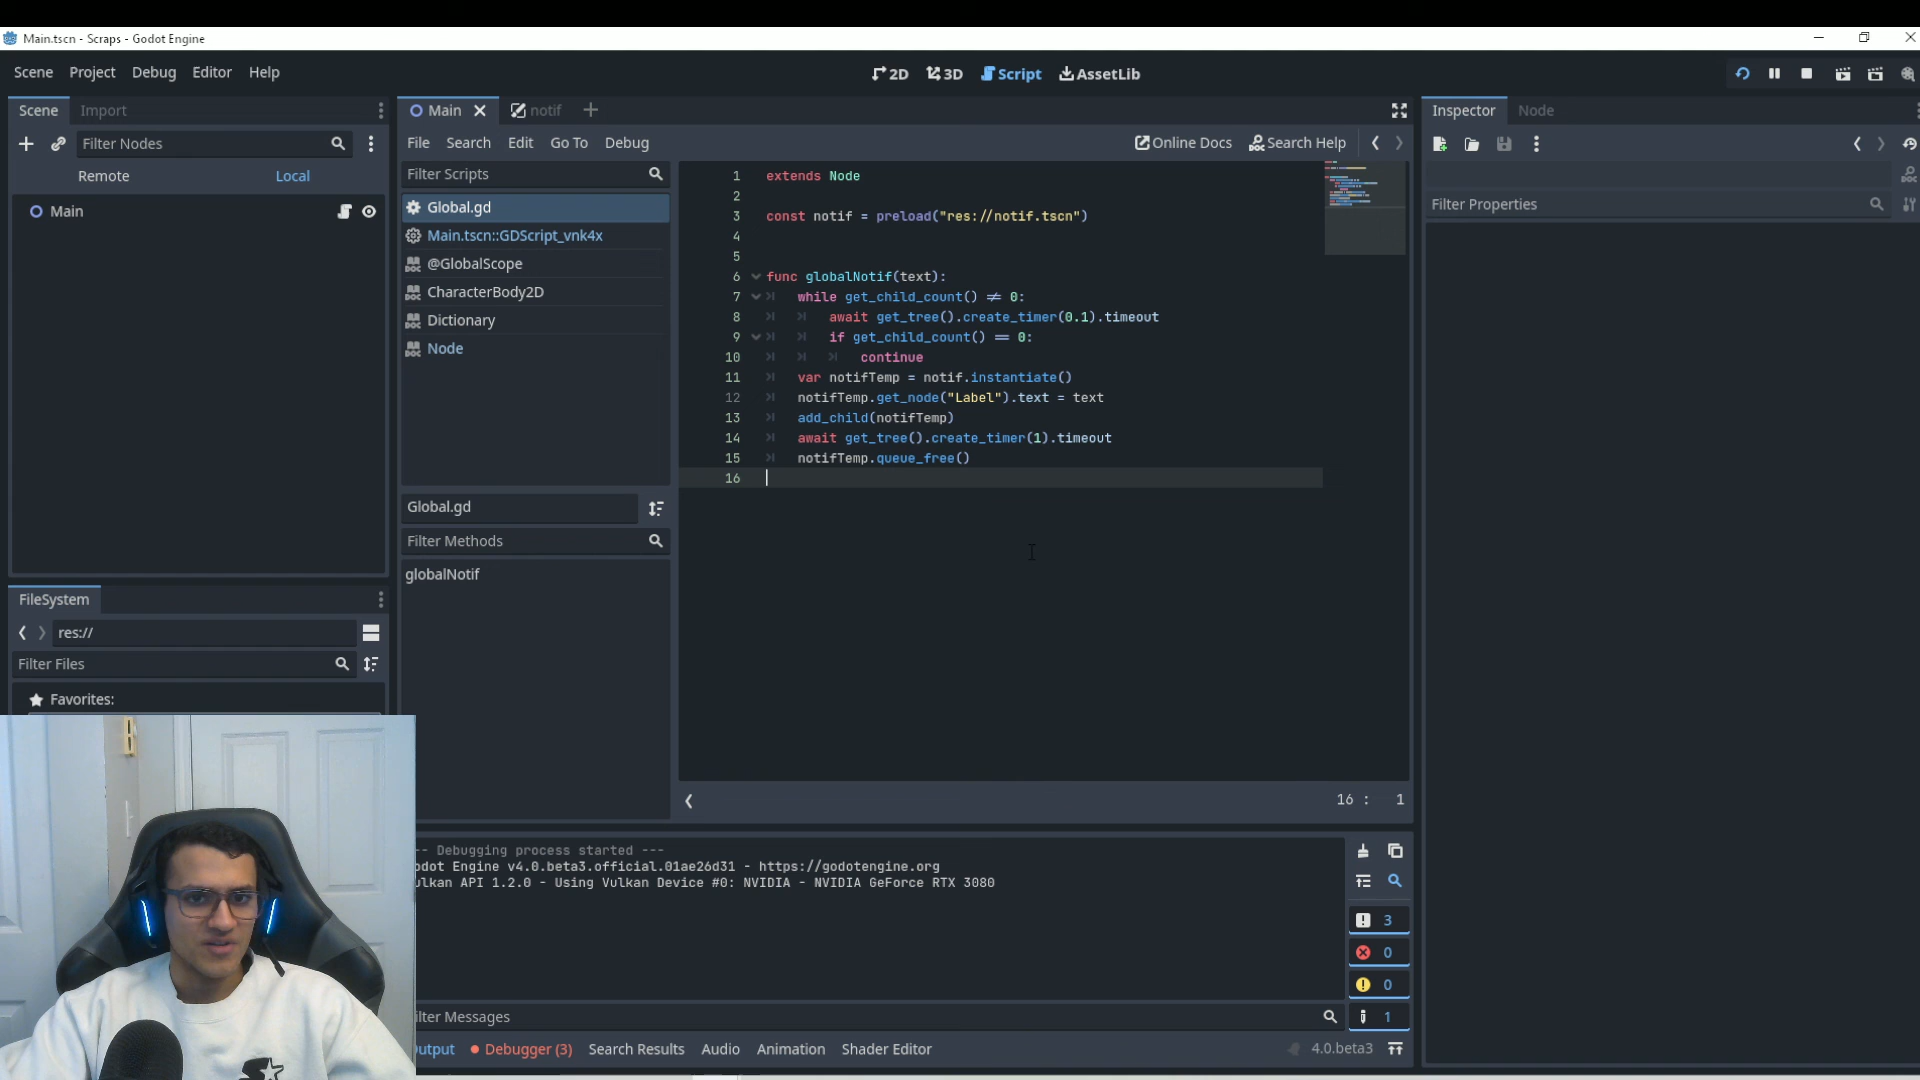 Main.tscn - Scraps - Godot Engine
Scene Project Debug Editor Help
2D 3D Script AssetLib
Scene Import
Main notif
Inspector Node
Filter Nodes
File Search Edit Go To Debug
Online Docs Search Help
Remote Local
Filter Scripts
Filter Properties
Main
Global.gd
Main.tscn::GDScript_vnk4x
@GlobalScope
CharacterBody2D
Dictionary
Node
1 extends Node
2
3 const notif = preload("res://notif.tscn")
4
5
6 func globalNotif(text):
7 while get_child_count() != 0:
8 await get_tree().create_timer(0.1).timeout
9 if get_child_count() == 0:
10 continue
11 var notifTemp = notif.instantiate()
12 notifTemp.get_node("Label").text = text
13 add_child(notifTemp)
14 await get_tree().create_timer(1).timeout
15 notifTemp.queue_free()
16
Global.gd
Filter Methods
globalNotif
FileSystem
res://
Filter Files
Favorites:
16 : 1
-- Debugging process started ---
odot Engine v4.0.beta3.official.01ae26d31 - https://godotengine.org
ulkan API 1.2.0 - Using Vulkan Device #0: NVIDIA - NVIDIA GeForce RTX 3080
3
0
0
1
ilter Messages
utput Debugger (3) Search Results Audio Animation Shader Editor
4.0.beta3